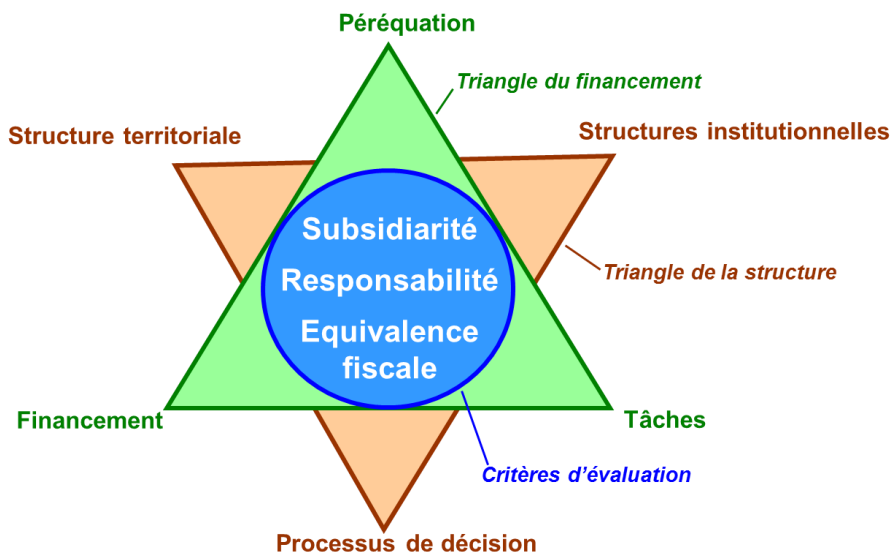 Péréquation
Triangle du financement
Structure territoriale
Structures institutionnelles
Subsidiarité
Responsabilité
Triangle de la structure
Equivalence
fiscale
Financement
Tâches
Critères d’évaluation
Processus de décision